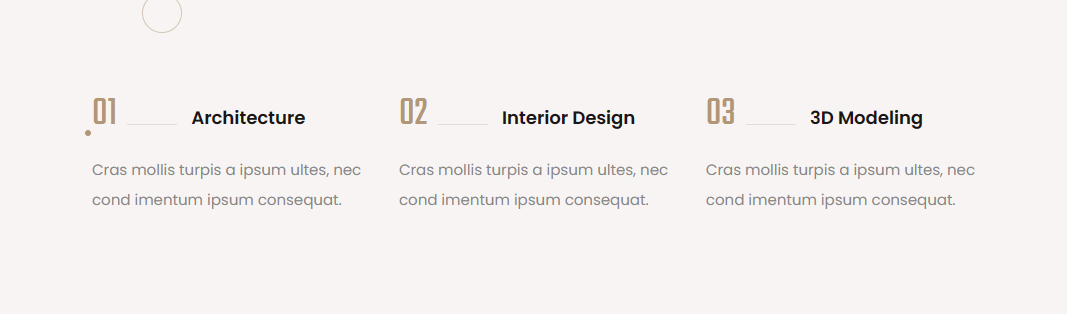 01 Architecture
Cras mollis turpis a ipsum ultes, nec
cond imentum ipsum consequat.
02 Interior Design
Cras mollis turpis a ipsum ultes, nec
cond imentum ipsum consequat.
03 3D Modeling
Cras mollis turpis a ipsum ultes, nec
cond imentum ipsum consequat.